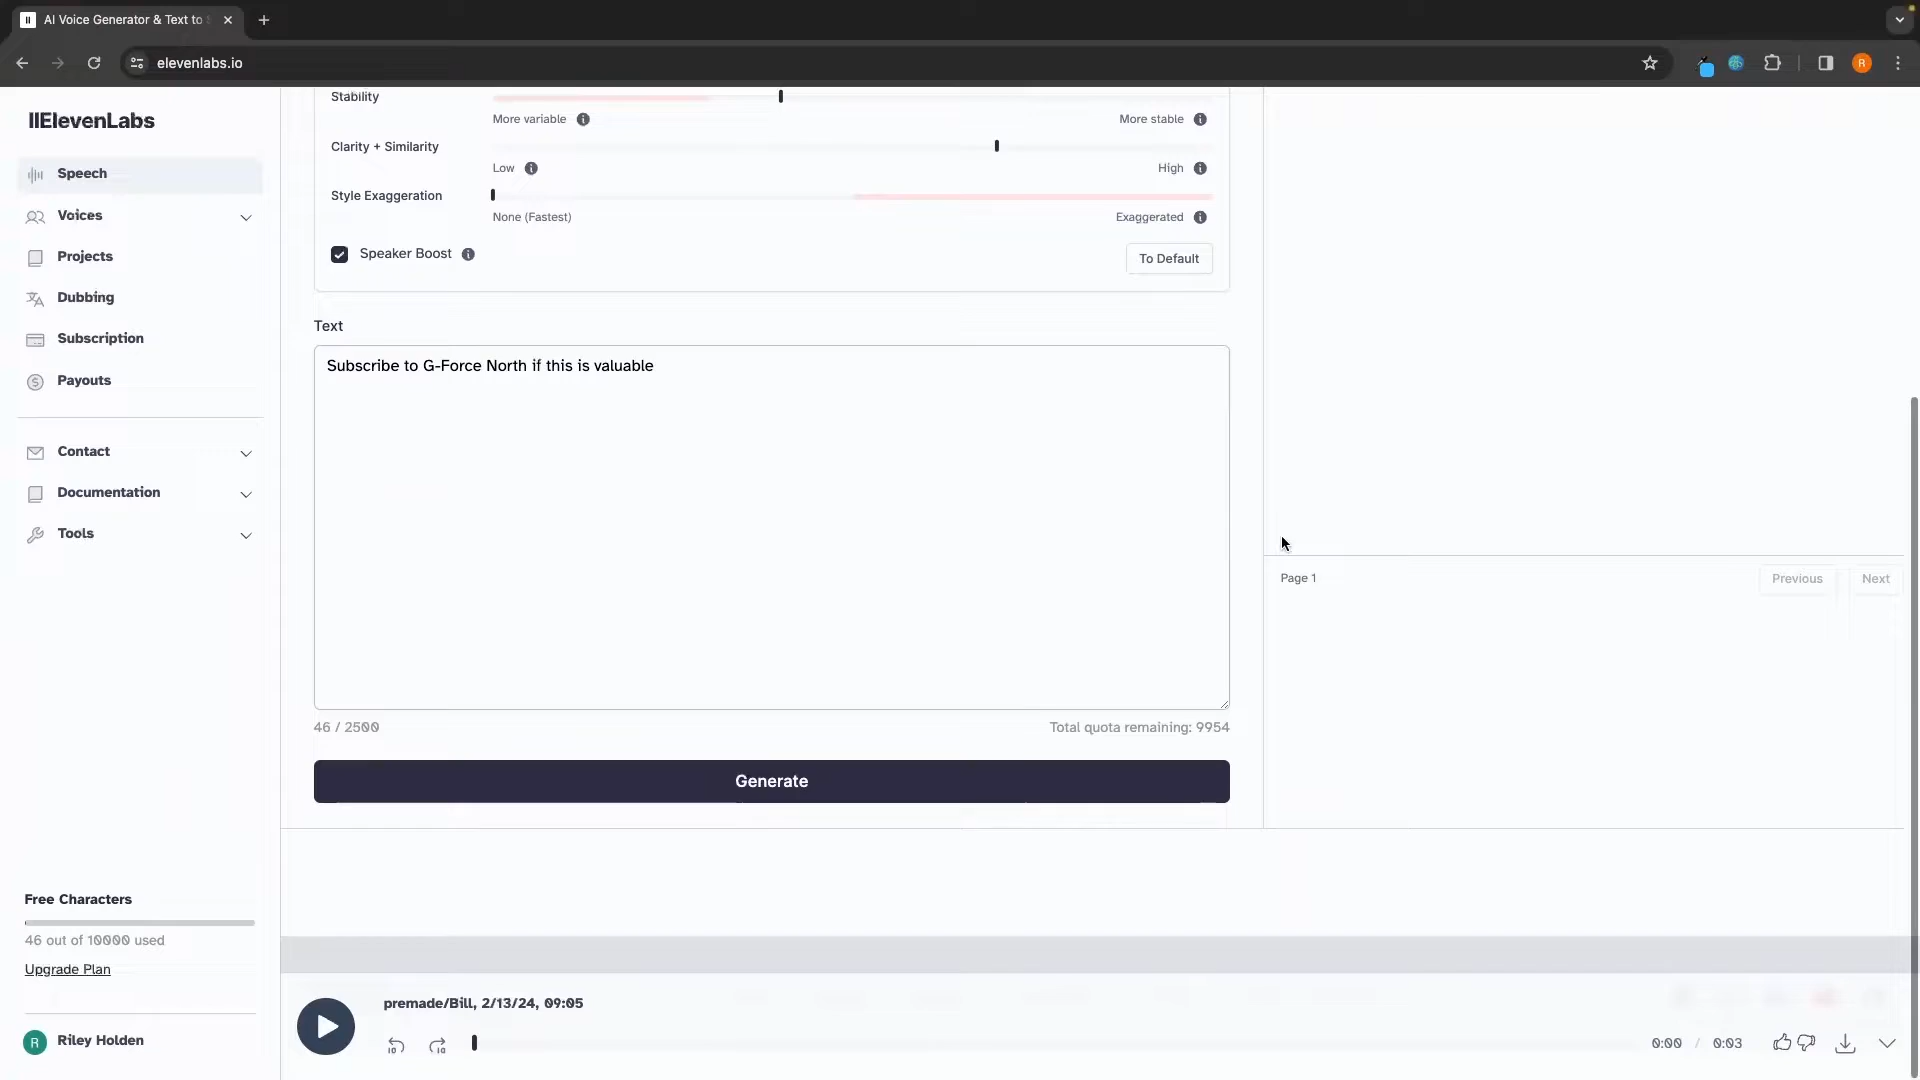 AI Voice Generator & Text to
elevenlabs.io
R
IIElevenLabs
Speech
Voices
Projects
Dubbing
Subscription
Payouts
Contact
Documentation
Tools
Free Characters
46 out of 10000 used
Upgrade Plan
R
Riley Holden
Stability
More variable
More stable
Clarity + Similarity
Low
High
Style Exaggeration
None (Fastest)
Exaggerated
Speaker Boost
To Default
Text
Subscribe to G-Force North if this is valuable
46 / 2500
Total quota remaining: 9954
Generate
Page 1
Previous
Next
premade/Bill, 2/13/24, 09:05
10
10
0:00 / 0:03